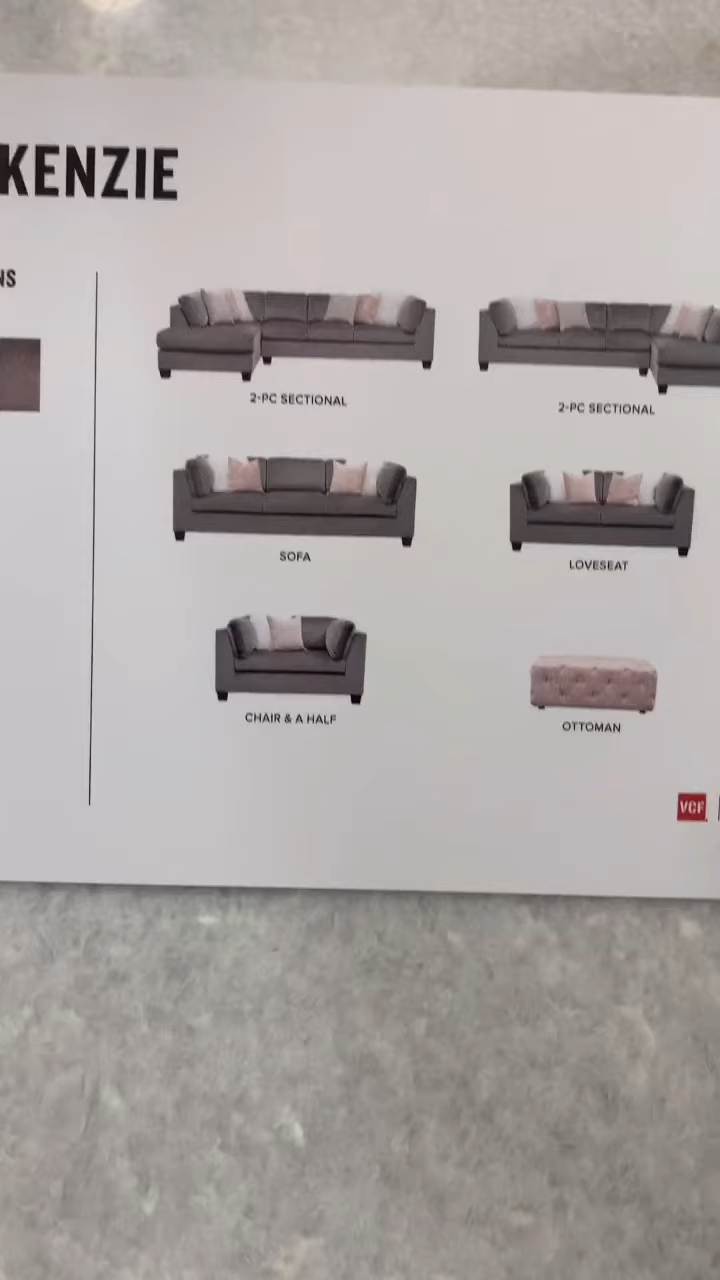 KENZIE
NS
2-PC SECTIONAL
2-PC SECTIONAL
SOFA
LOVESEAT
CHAIR & A HALF
OTTOMAN
VCF